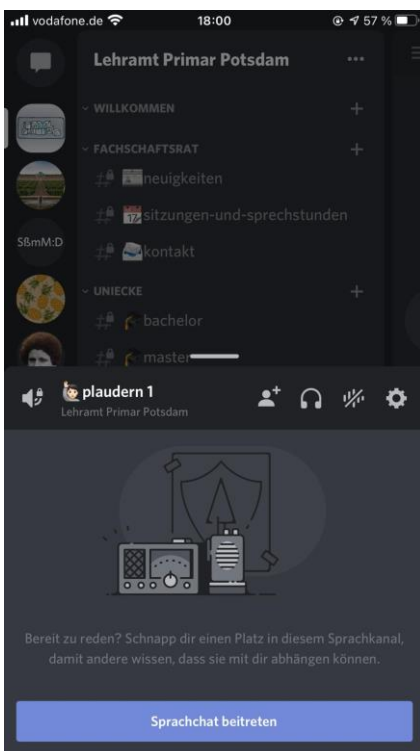 vodafone.de 18:00 57 %
Lehramt Primar Potsdam
WILLKOMMEN
FACHSCHAFTSRAT
neuigkeiten
sitzungen-und-sprechstunden
kontakt
SßmM:D
UNIECKE
bachelor
master
plaudern 1
Lehramt Primar Potsdam
Bereit zu reden? Schnapp dir einen Platz in diesem Sprachkanal,
damit andere wissen, dass sie mit dir abhängen können.
Sprachchat beitreten